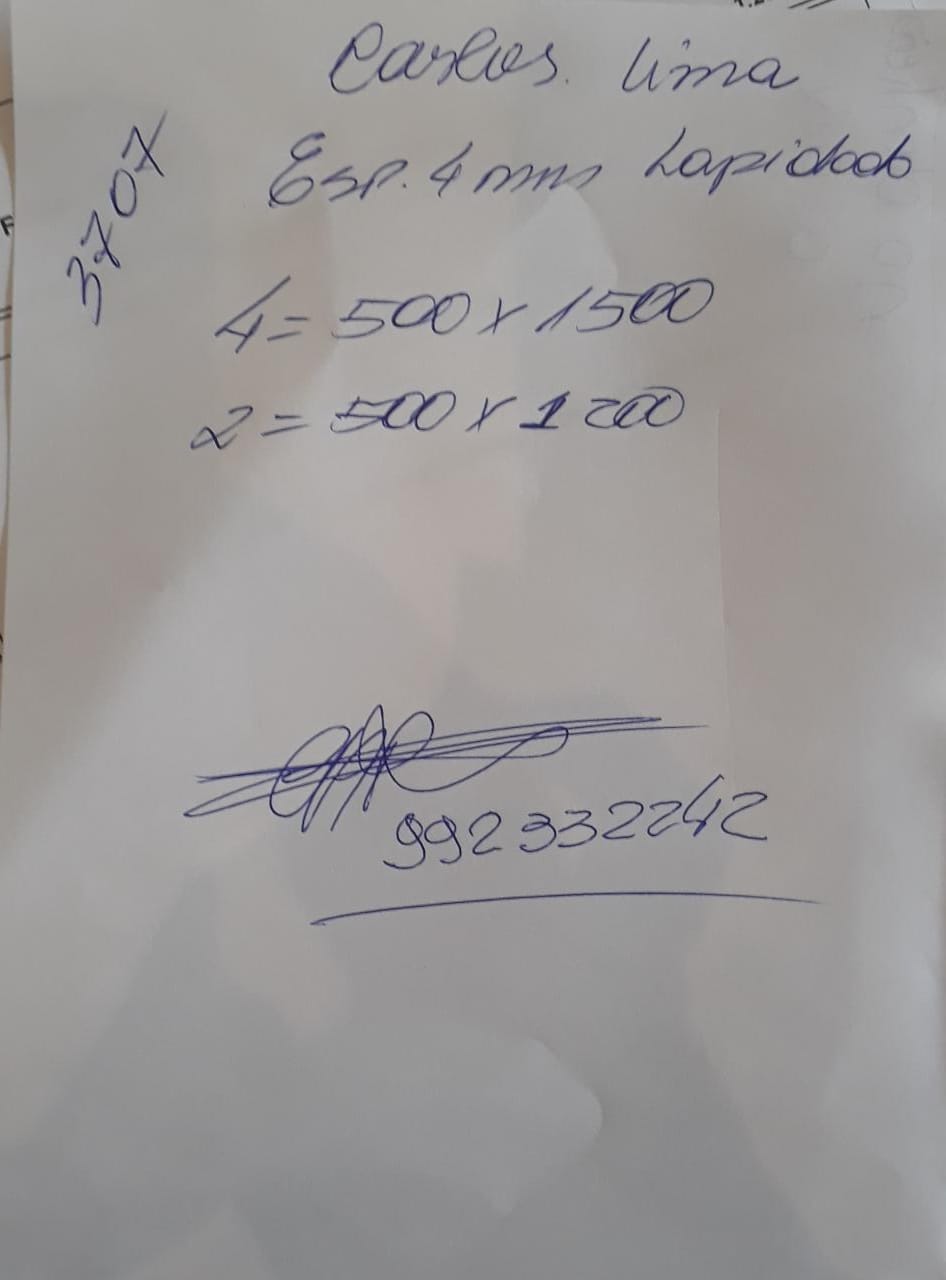 Carlos. lima
3707
Esp. 4 mm Lapidado
4 = 500 x 1500
2 = 500 x 1200
992332242